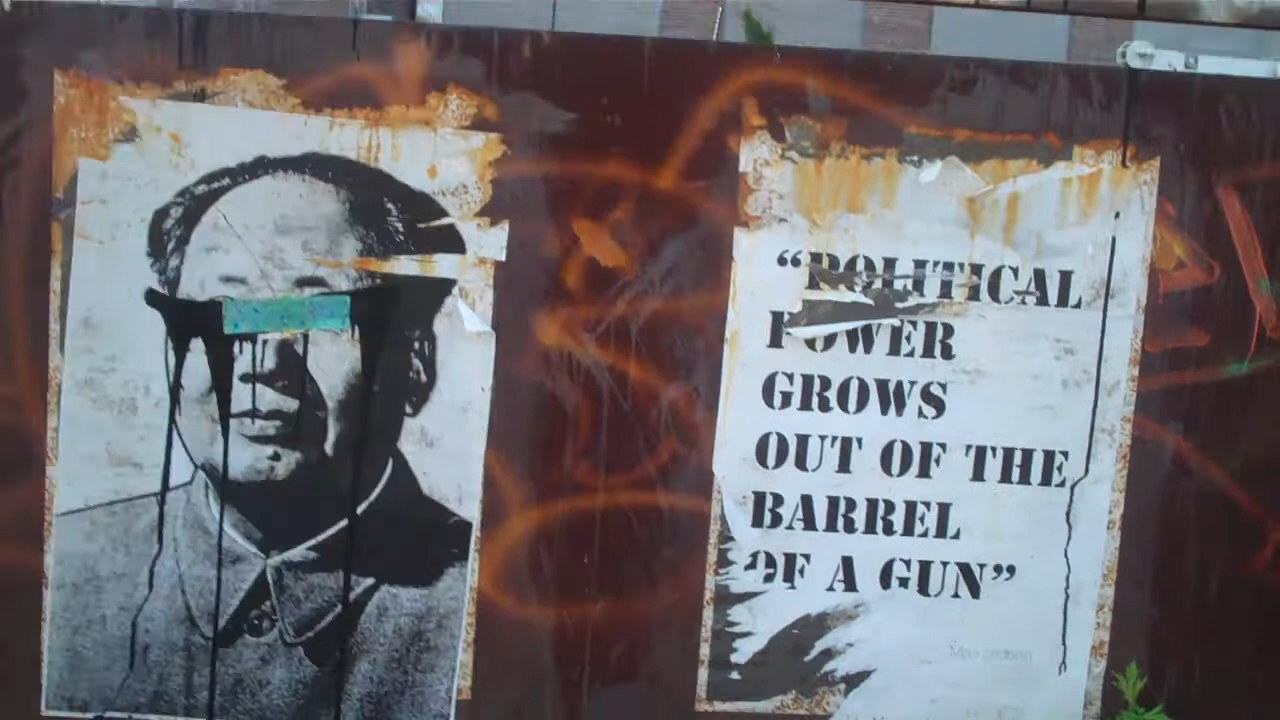 “POLITICAL
POWER
GROWS
OUT OF THE
BARREL
OF A GUN”